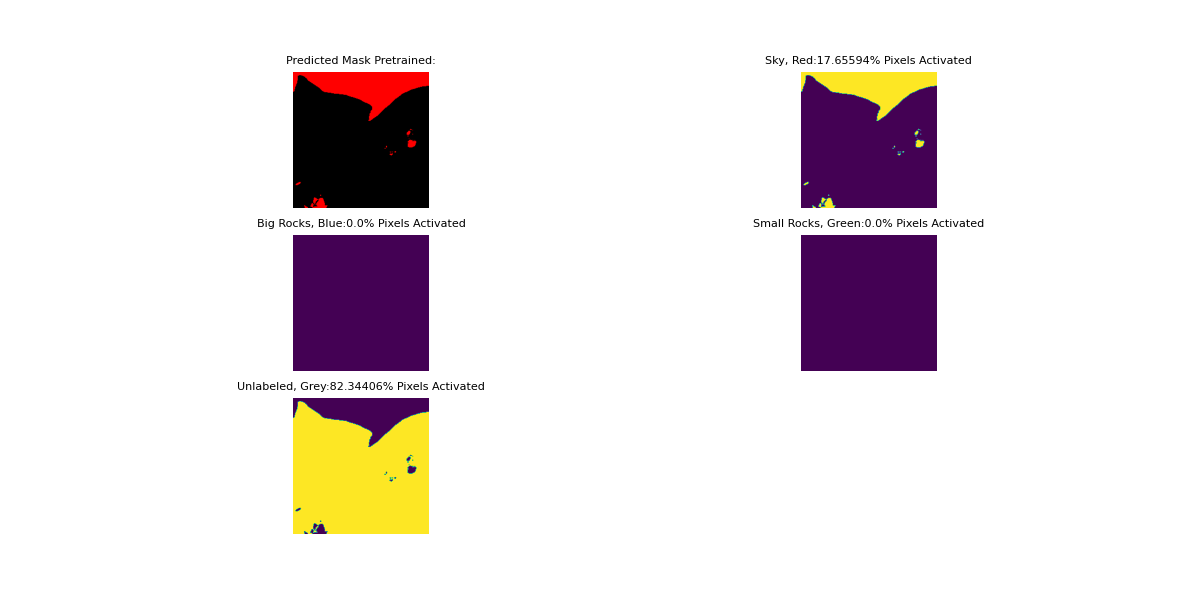 Predicted Mask Pretrained:
Sky, Red:17.65594% Pixels Activated
Big Rocks, Blue:0.0% Pixels Activated
Small Rocks, Green:0.0% Pixels Activated
Unlabeled, Grey:82.34406% Pixels Activated